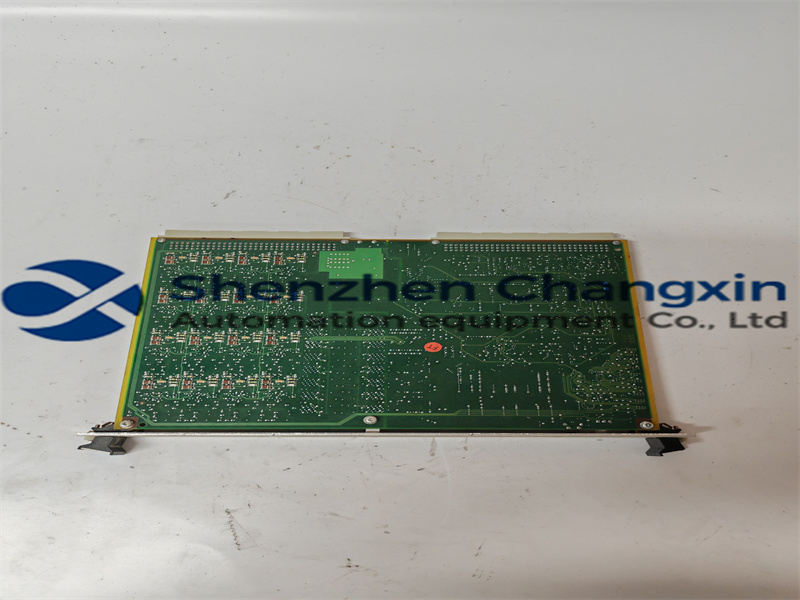 Shenzhen Changxin
Automation equipment Co., Ltd